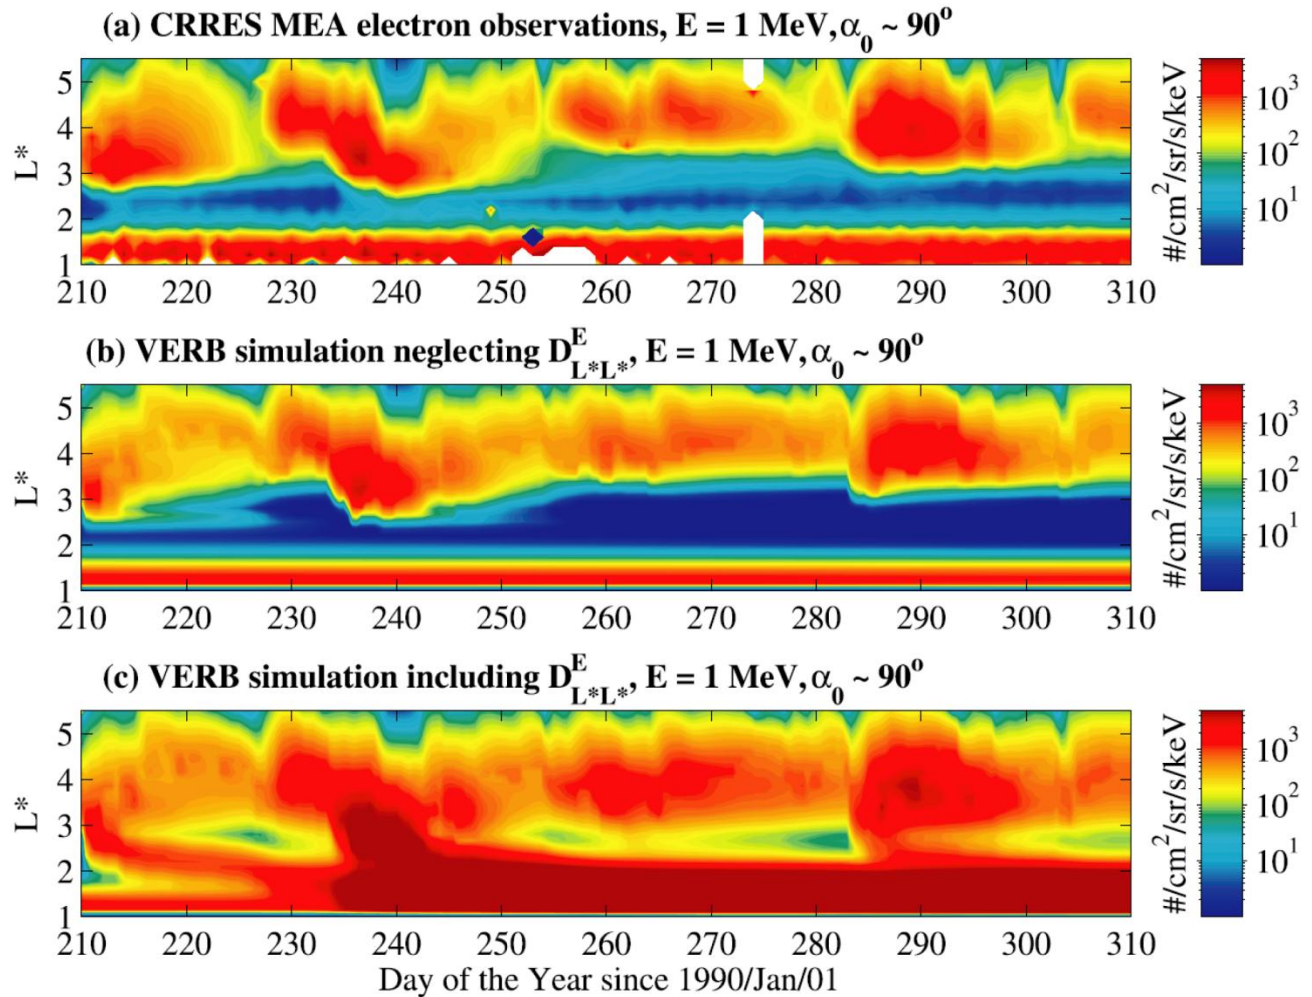 (a) CRRES MEA electron observations, E = 1 MeV, α₀ ~ 90°
5
4
3
2
1
L*
210 220 230 240 250 260 270 280 290 300 310
10³
10²
10¹
#/cm²/sr/s/keV
(b) VERB simulation neglecting D^E_{L*L*}, E = 1 MeV, α₀ ~ 90°
5
4
3
2
1
L*
210 220 230 240 250 260 270 280 290 300 310
10³
10²
10¹
#/cm²/sr/s/keV
(c) VERB simulation including D^E_{L*L*}, E = 1 MeV, α₀ ~ 90°
5
4
3
2
1
L*
210 220 230 240 250 260 270 280 290 300 310
10³
10²
10¹
#/cm²/sr/s/keV
Day of the Year since 1990/Jan/01